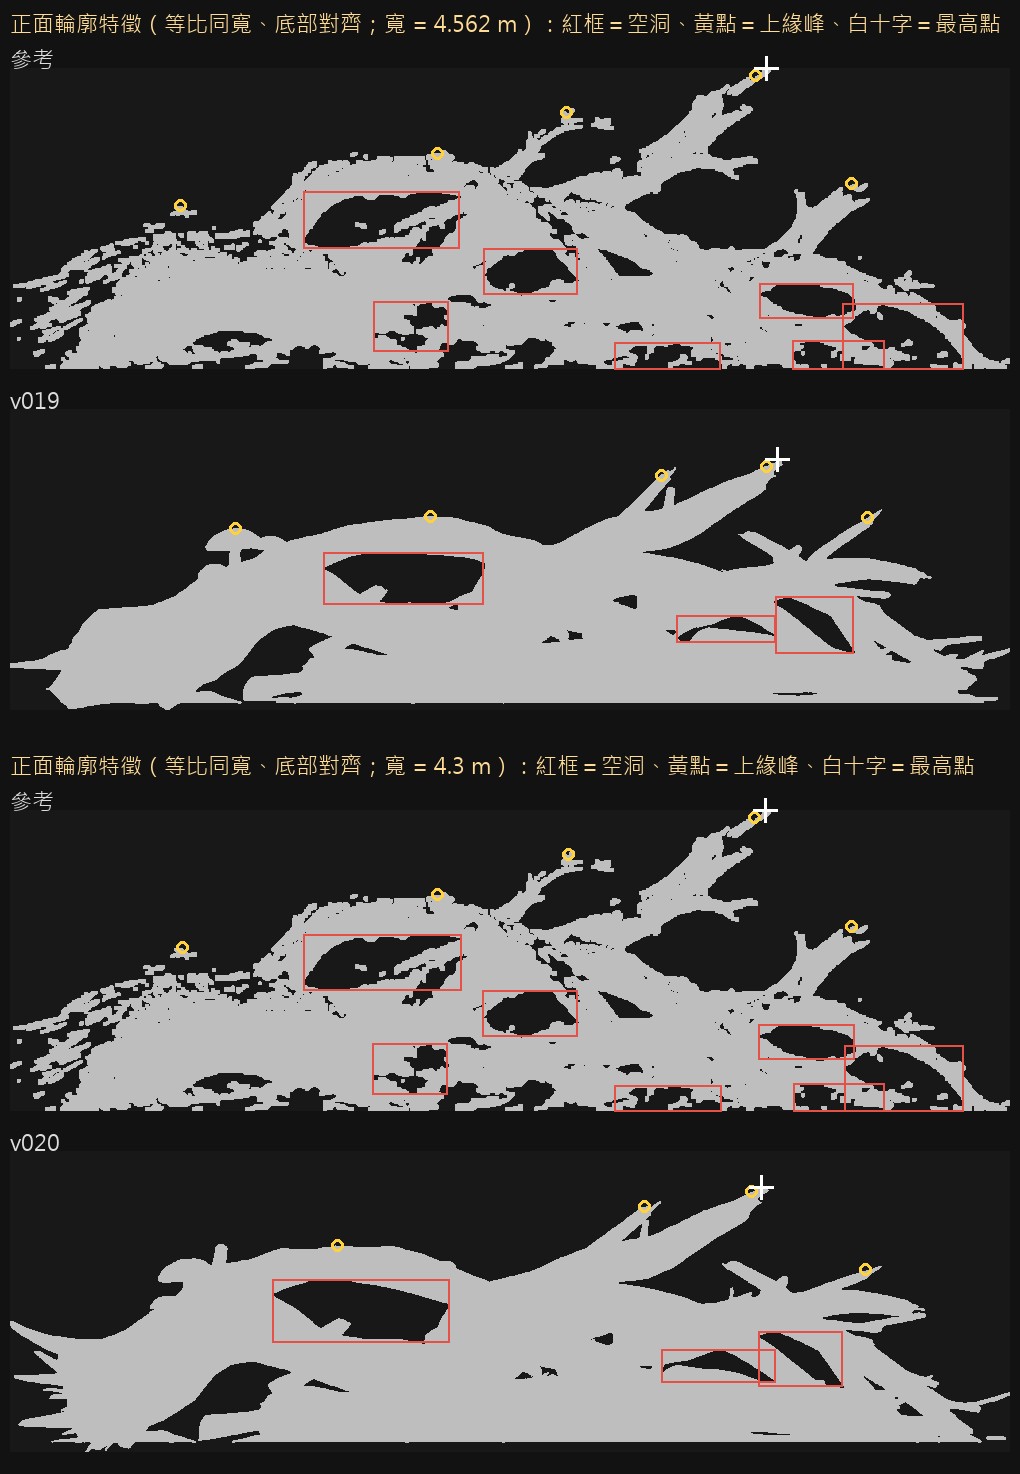 正面輪廓特徵（等比同寬、底部對齊；寬 = 4.562 m）：紅框＝空洞、黃點＝上緣峰、白十字＝最高點
參考
v019
正面輪廓特徵（等比同寬、底部對齊；寬 = 4.3 m）：紅框＝空洞、黃點＝上緣峰、白十字＝最高點
參考
v020